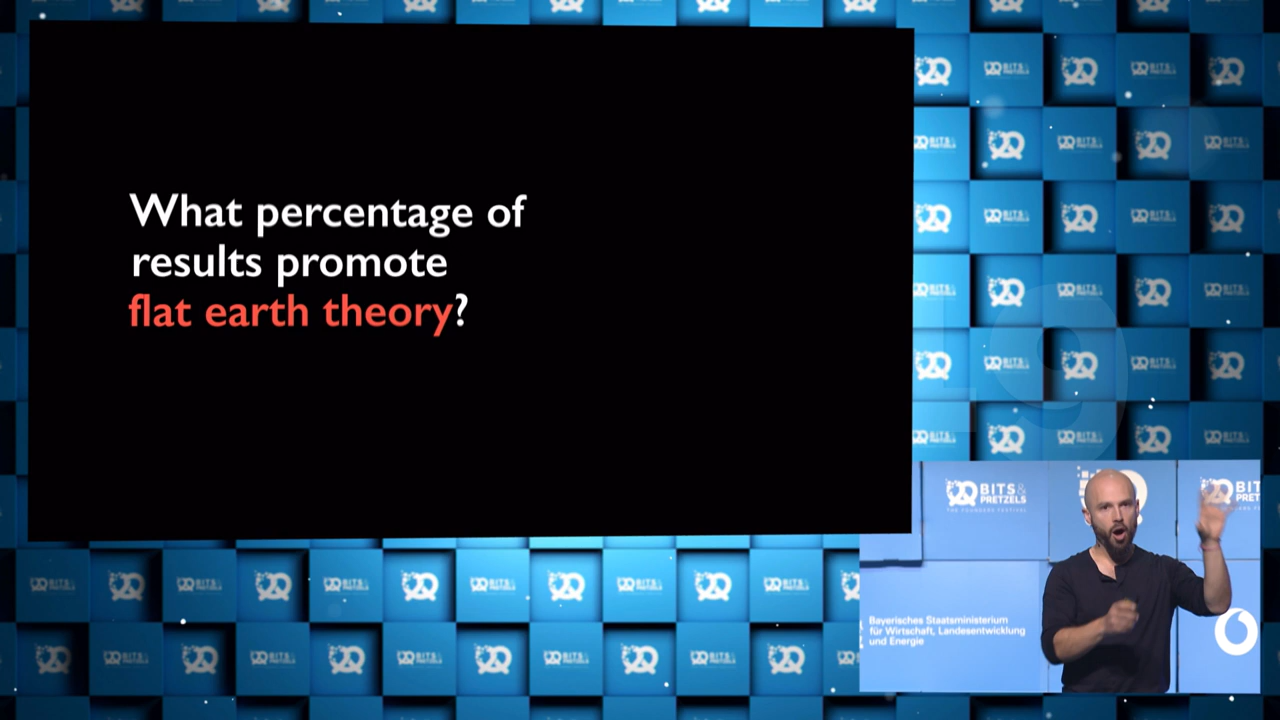 What percentage of
results promote
flat earth theory?
BITS&
PRETZELS
THE FOUNDERS FESTIVAL
Bayerisches Staatsministerium
für Wirtschaft, Landesentwicklung
und Energie